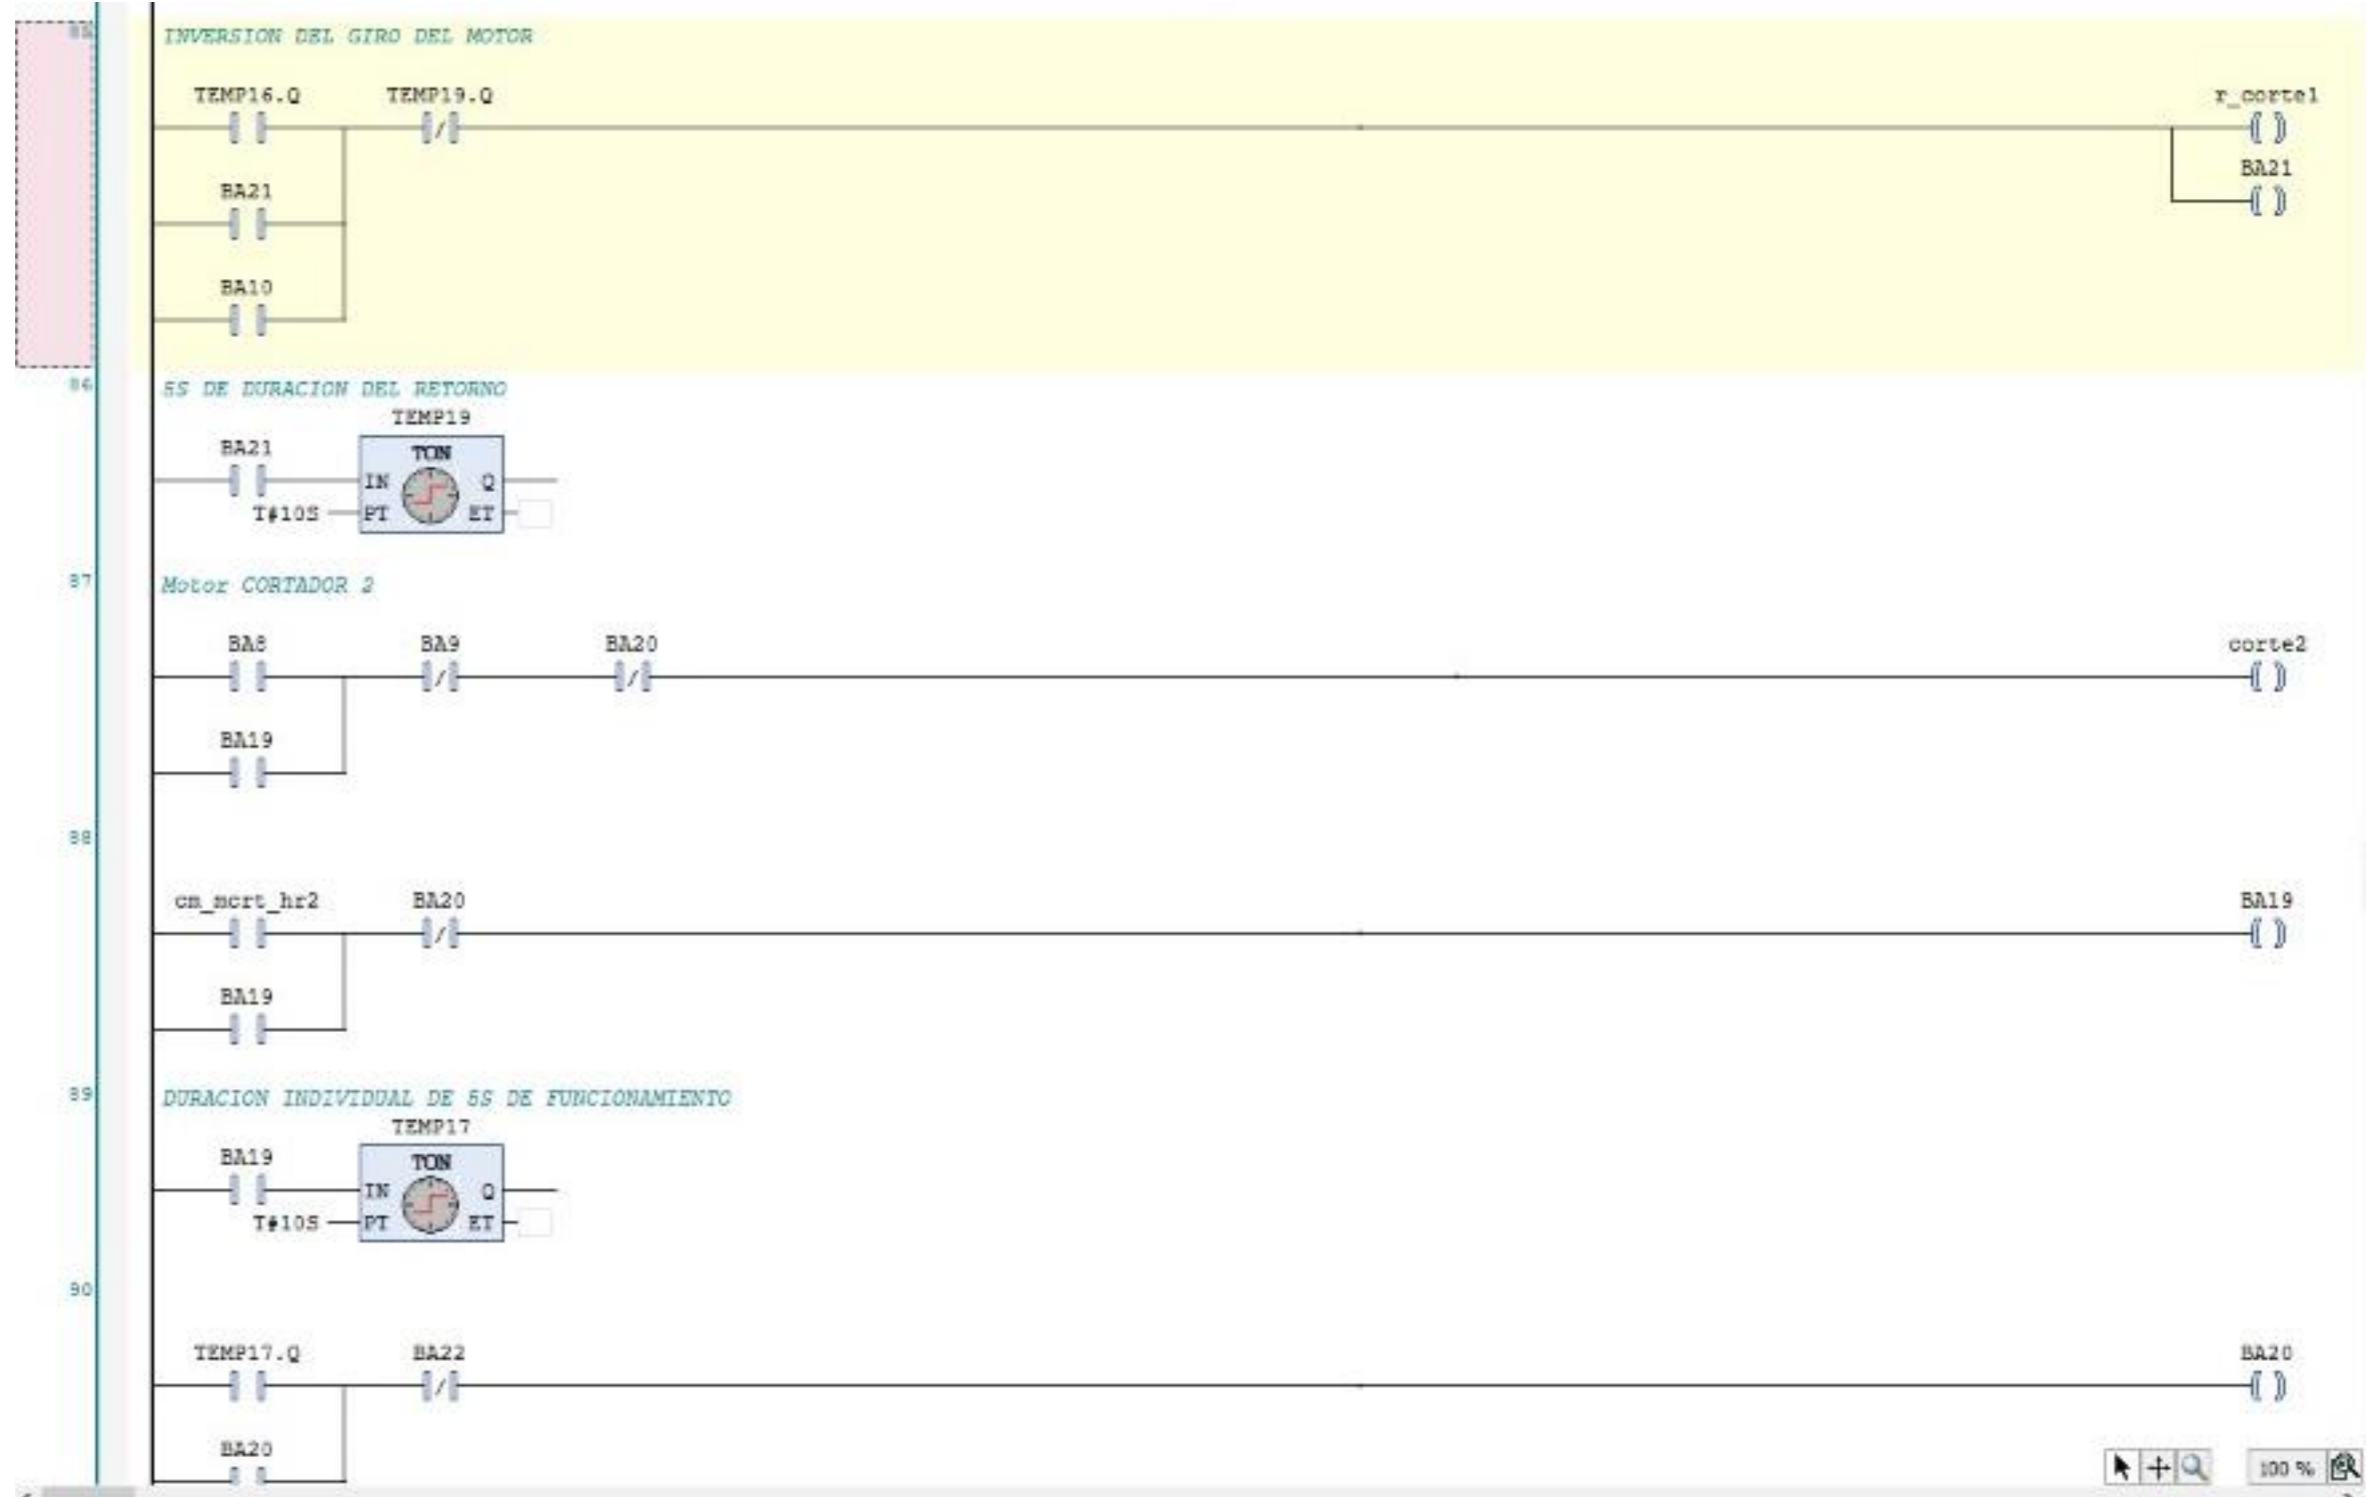 85
INVERSION DEL GIRO DEL MOTOR
TEMP16.Q TEMP19.Q r_corte1
BA21 BA21
BA10
86
5S DE DURACION DEL RETORNO
TEMP19
BA21 TON
IN Q
T#10S PT ET
87
Motor CORTADOR 2
BA8 BA9 BA20 corte2
BA19
88
cm_mcrt_hr2 BA20 BA19
BA19
89
DURACION INDIVIDUAL DE 5S DE FUNCIONAMIENTO
TEMP17
BA19 TON
IN Q
T#10S PT ET
90
TEMP17.Q BA22 BA20
BA20
100 %